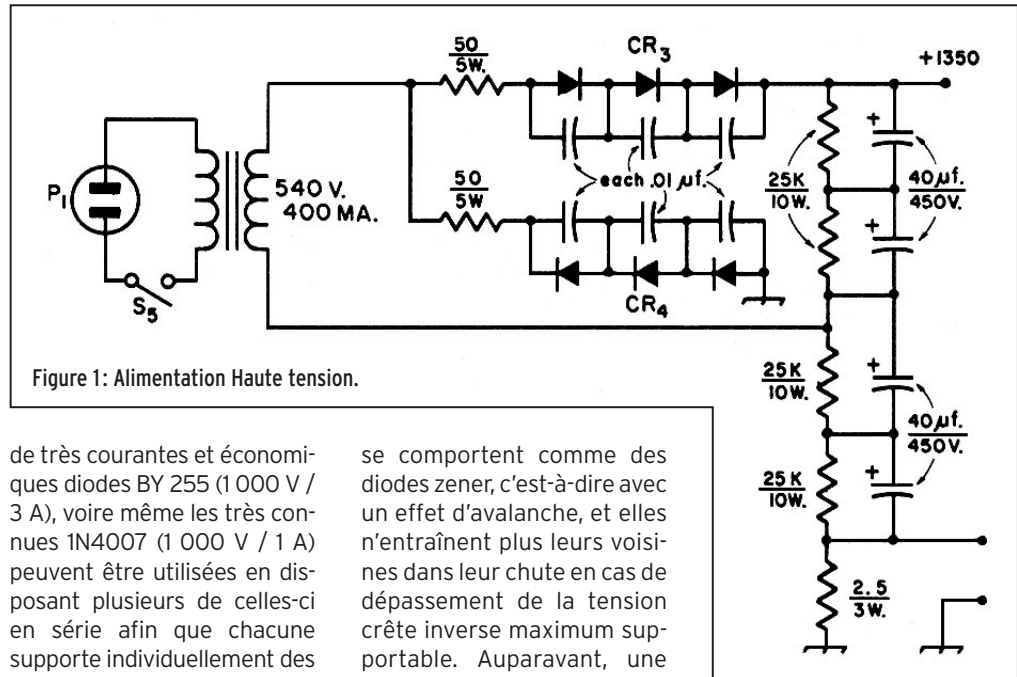 50
5W.
CR3
+1350
P1
S5
540 V.
400 MA.
each .01 µf.
50
5W
CR4
25K
10W.
+
40µf.
450V.
+
25K
10W.
+
40µf.
450V.
25K
10W.
+
2.5
3W.
Figure 1: Alimentation Haute tension.
de très courantes et économi-
ques diodes BY 255 (1 000 V /
3 A), voire même les très con-
nues 1N4007 (1 000 V / 1 A)
peuvent être utilisées en dis-
posant plusieurs de celles-ci
en série afin que chacune
supporte individuellement des
se comportent comme des
diodes zener, c'est-à-dire avec
un effet d'avalanche, et elles
n'entraînent plus leurs voisi-
nes dans leur chute en cas de
dépassement de la tension
crête inverse maximum sup-
portable. Auparavant, une